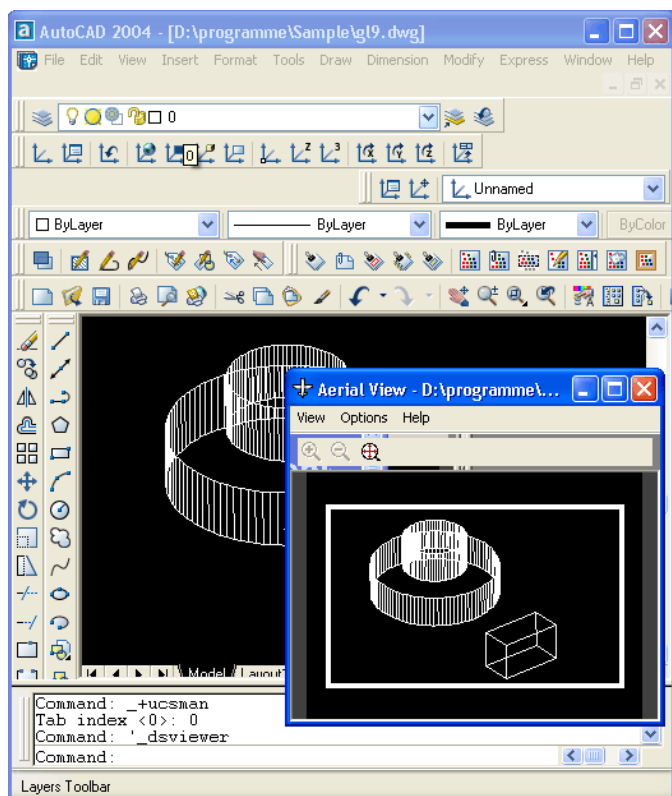 AutoCAD 2004 - [D:\programme\Sample\gl9.dwg]
File Edit View Insert Format Tools Draw Dimension Modify Express Window Help
0
0
Unnamed
ByLayer ByLayer ByLayer ByColor
Aerial View - D:\programme\...
View Options Help
Model
Command: _+ucsman
Tab index <0>: 0
Command: '_dsviewer
Command:
Layers Toolbar